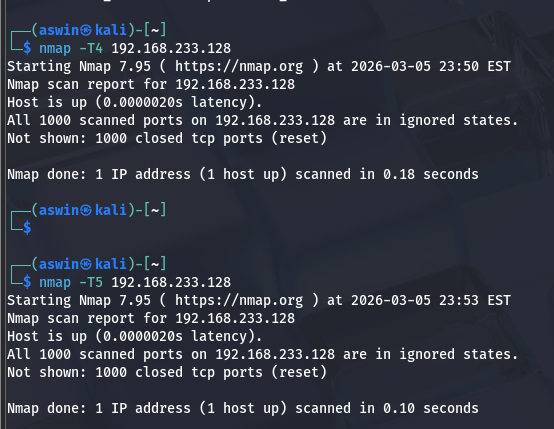 ┌──(aswin㉿kali)-[~]
└─$ nmap -T4 192.168.233.128
Starting Nmap 7.95 ( https://nmap.org ) at 2026-03-05 23:50 EST
Nmap scan report for 192.168.233.128
Host is up (0.0000020s latency).
All 1000 scanned ports on 192.168.233.128 are in ignored states.
Not shown: 1000 closed tcp ports (reset)
Nmap done: 1 IP address (1 host up) scanned in 0.18 seconds
┌──(aswin㉿kali)-[~]
└─$
┌──(aswin㉿kali)-[~]
└─$ nmap -T5 192.168.233.128
Starting Nmap 7.95 ( https://nmap.org ) at 2026-03-05 23:53 EST
Nmap scan report for 192.168.233.128
Host is up (0.0000020s latency).
All 1000 scanned ports on 192.168.233.128 are in ignored states.
Not shown: 1000 closed tcp ports (reset)
Nmap done: 1 IP address (1 host up) scanned in 0.10 seconds